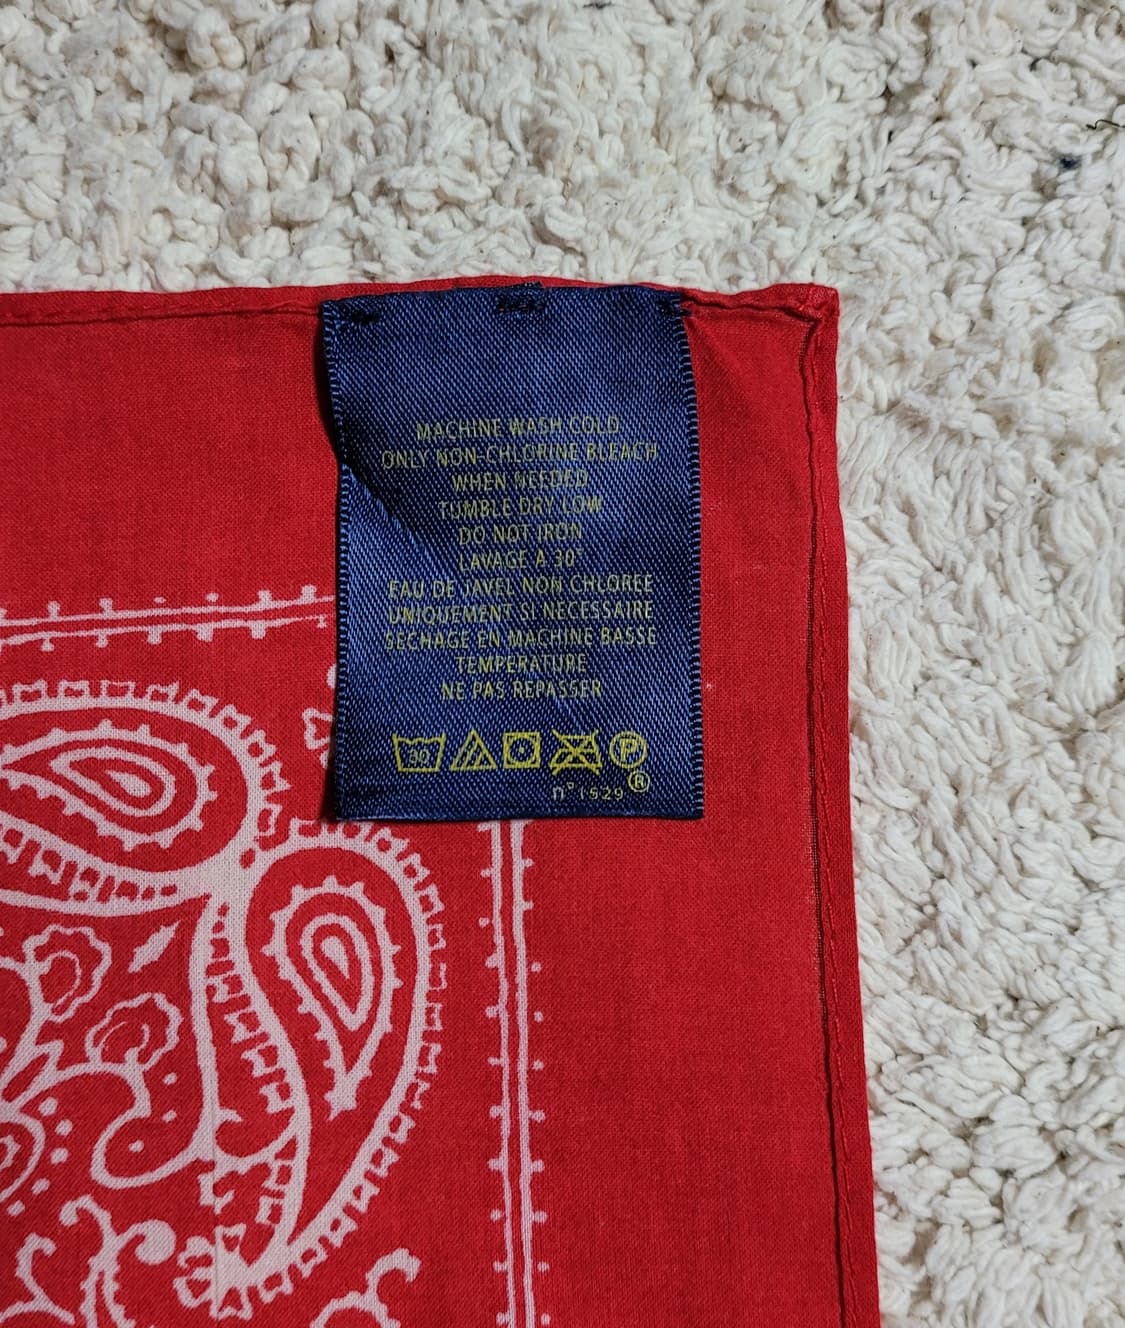 MACHINE WASH COLD
ONLY NON-CHLORINE BLEACH
WHEN NEEDED
TUMBLE DRY LOW
DO NOT IRON
LAVAGE A 30°
EAU DE JAVEL NON CHLOREE
UNIQUEMENT SI NECESSAIRE
SECHAGE EN MACHINE BASSE
TEMPERATURE
NE PAS REPASSER
30 P
®
n° 1529